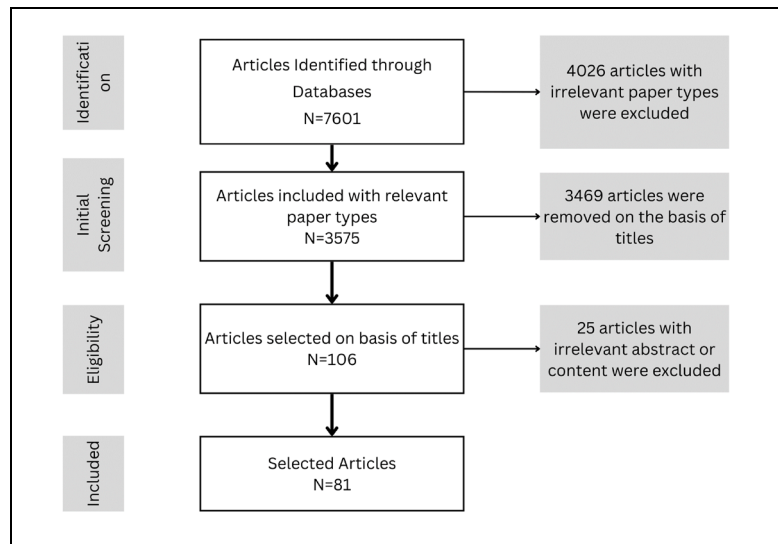 Identificati
on
Articles Identified through
Databases
N=7601
4026 articles with
irrelevant paper types
were excluded
Initial
Screening
Articles included with relevant
paper types
N=3575
3469 articles were
removed on the basis of
titles
Eligibility
Articles selected on basis of titles
N=106
25 articles with
irrelevant abstract or
content were excluded
Included
Selected Articles
N=81